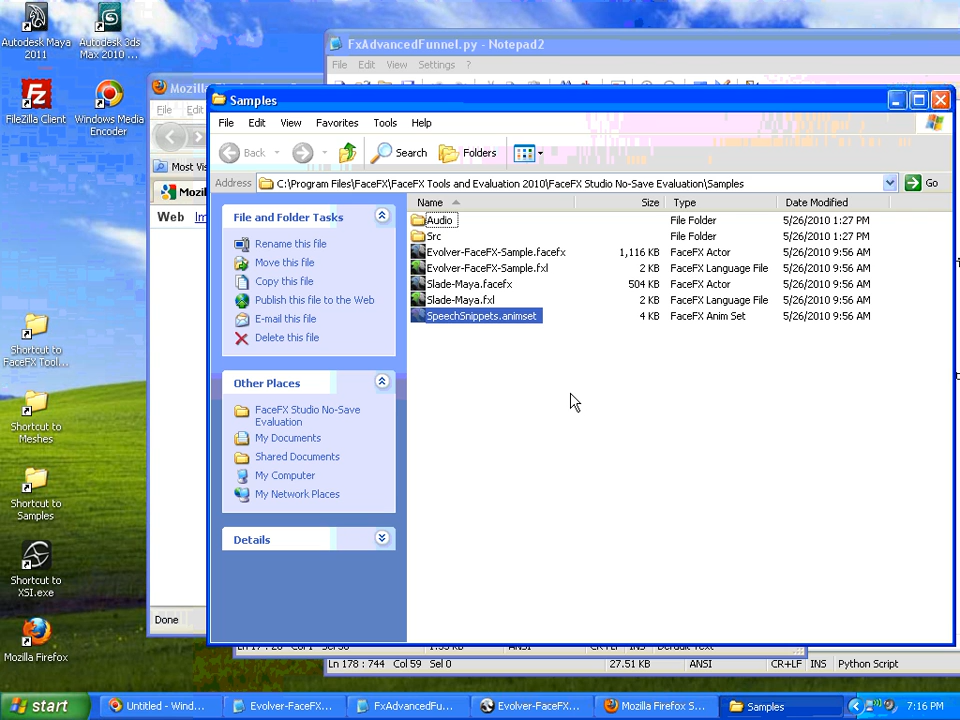 Autodesk Maya 2011
Autodesk 3ds Max 2010 ...
FileZilla Client
Windows Media Encoder
Shortcut to FaceFX Tool...
Shortcut to Meshes
Shortcut to Samples
Shortcut to XSI.exe
Mozilla Firefox
FxAdvancedFunnel.py - Notepad2
File Edit View Settings ?
Mozilla
File Edit
Most Vis
Mozil
Web Im
Done
Samples
File Edit View Favorites Tools Help
Back Search Folders
Address C:\Program Files\FaceFX\FaceFX Tools and Evaluation 2010\FaceFX Studio No-Save Evaluation\Samples Go
File and Folder Tasks
Rename this file
Move this file
Copy this file
Publish this file to the Web
E-mail this file
Delete this file
Other Places
FaceFX Studio No-Save Evaluation
My Documents
Shared Documents
My Computer
My Network Places
Details
Name Size Type Date Modified
Audio File Folder 5/26/2010 1:27 PM
Src File Folder 5/26/2010 1:27 PM
Evolver-FaceFX-Sample.facefx 1,116 KB FaceFX Actor 5/26/2010 9:56 AM
Evolver-FaceFX-Sample.fxl 2 KB FaceFX Language File 5/26/2010 9:56 AM
Slade-Maya.facefx 504 KB FaceFX Actor 5/26/2010 9:56 AM
Slade-Maya.fxl 2 KB FaceFX Language File 5/26/2010 9:56 AM
SpeechSnippets.animset 4 KB FaceFX Anim Set 5/26/2010 9:56 AM
Ln 178 : 744 Col 59 Sel 0 27.51 KB ANSI CR+LF INS Python Script
start
Untitled - Wind...
Evolver-FaceFX...
FxAdvancedFu...
Evolver-FaceFX...
Mozilla Firefox S...
Samples
7:16 PM